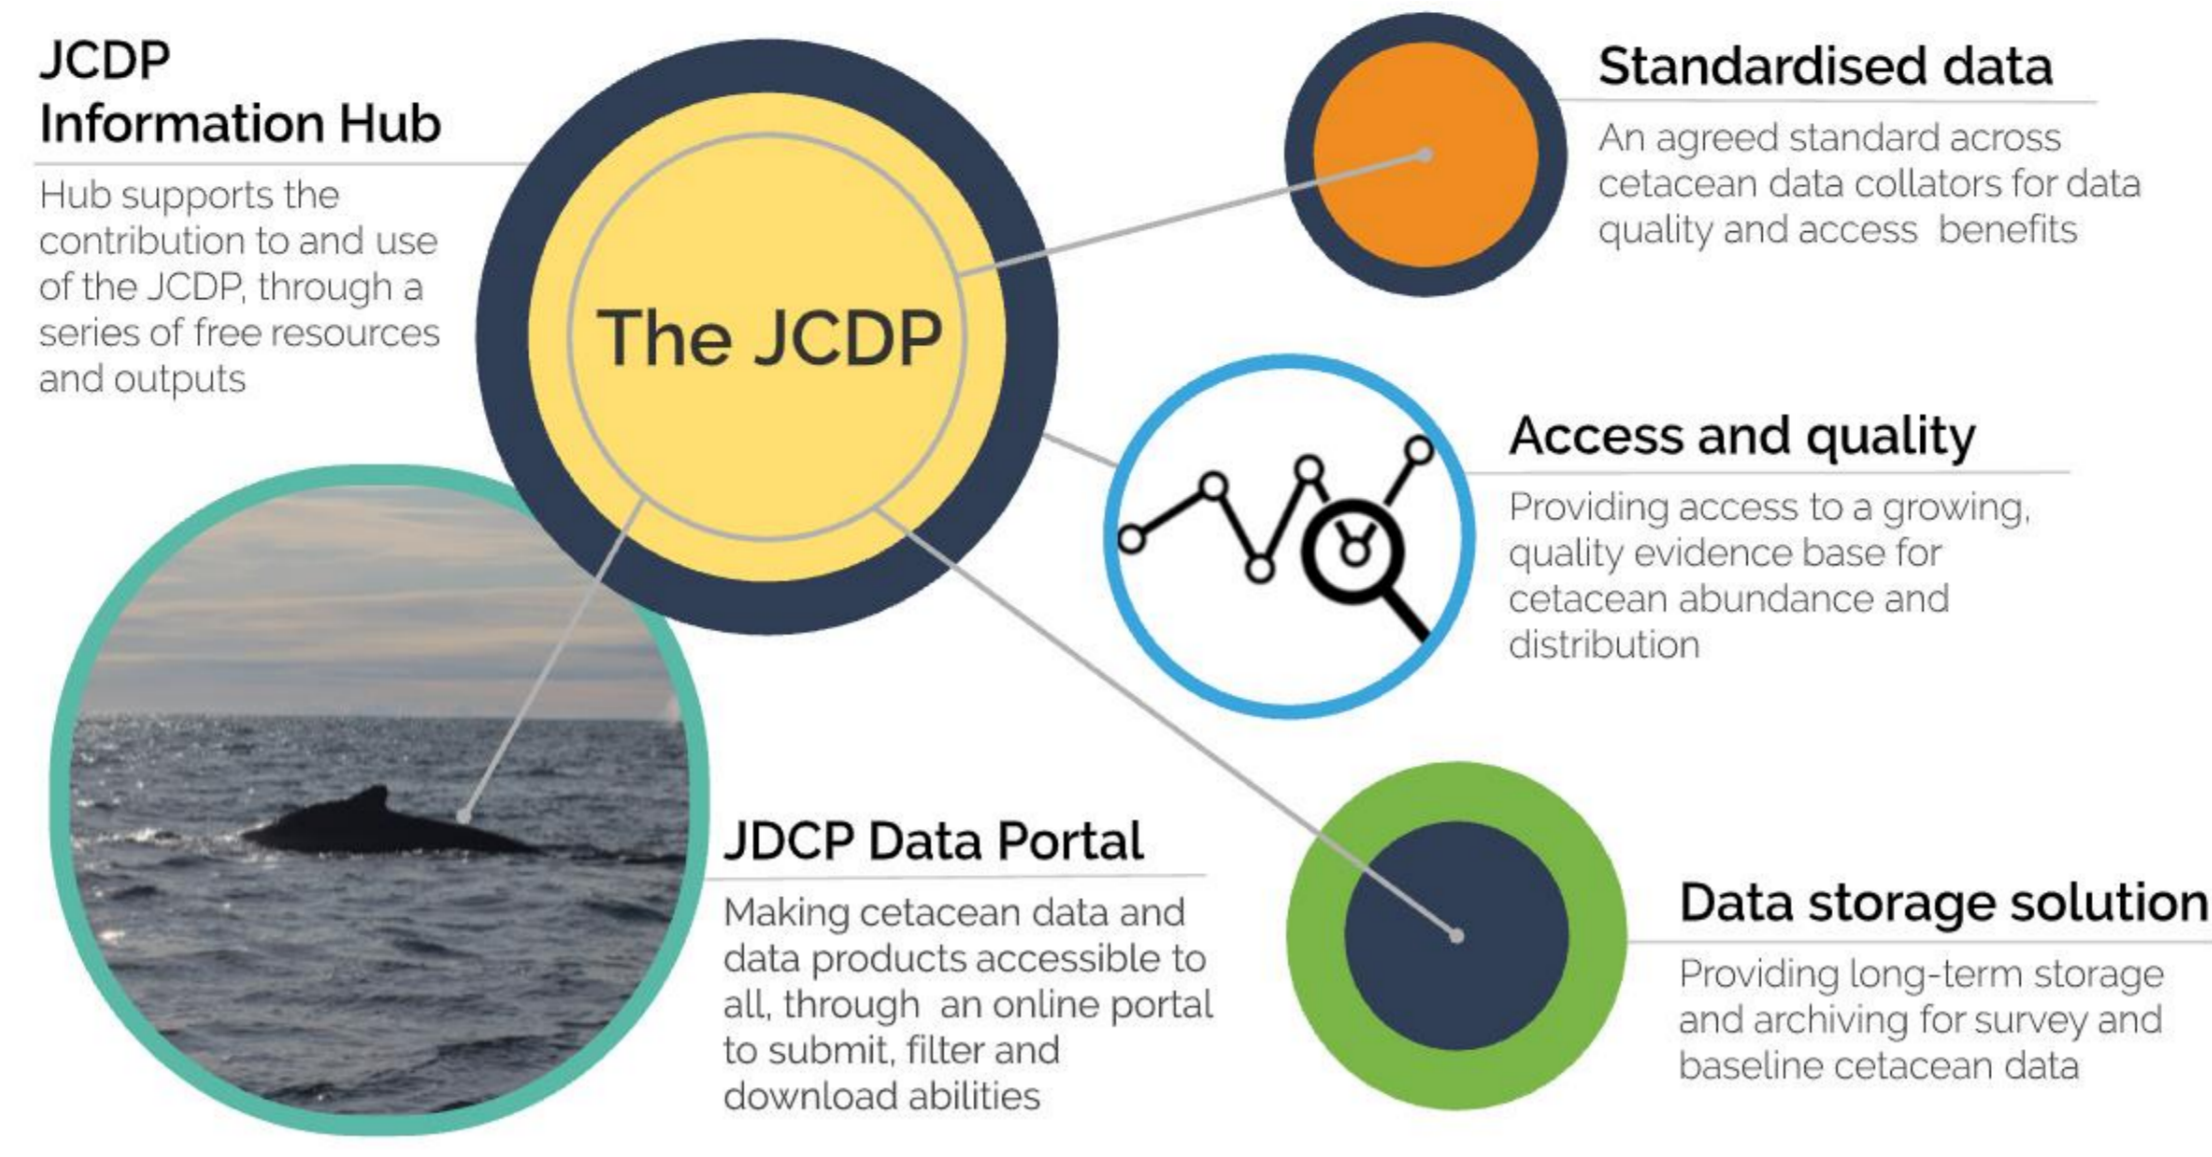 JCDP
Information Hub
Hub supports the
contribution to and use
of the JCDP, through a
series of free resources
and outputs
The JCDP
Standardised data
An agreed standard across
cetacean data collators for data
quality and access benefits
Access and quality
Providing access to a growing,
quality evidence base for
cetacean abundance and
distribution
JDCP Data Portal
Making cetacean data and
data products accessible to
all, through an online portal
to submit, filter and
download abilities
Data storage solution
Providing long-term storage
and archiving for survey and
baseline cetacean data